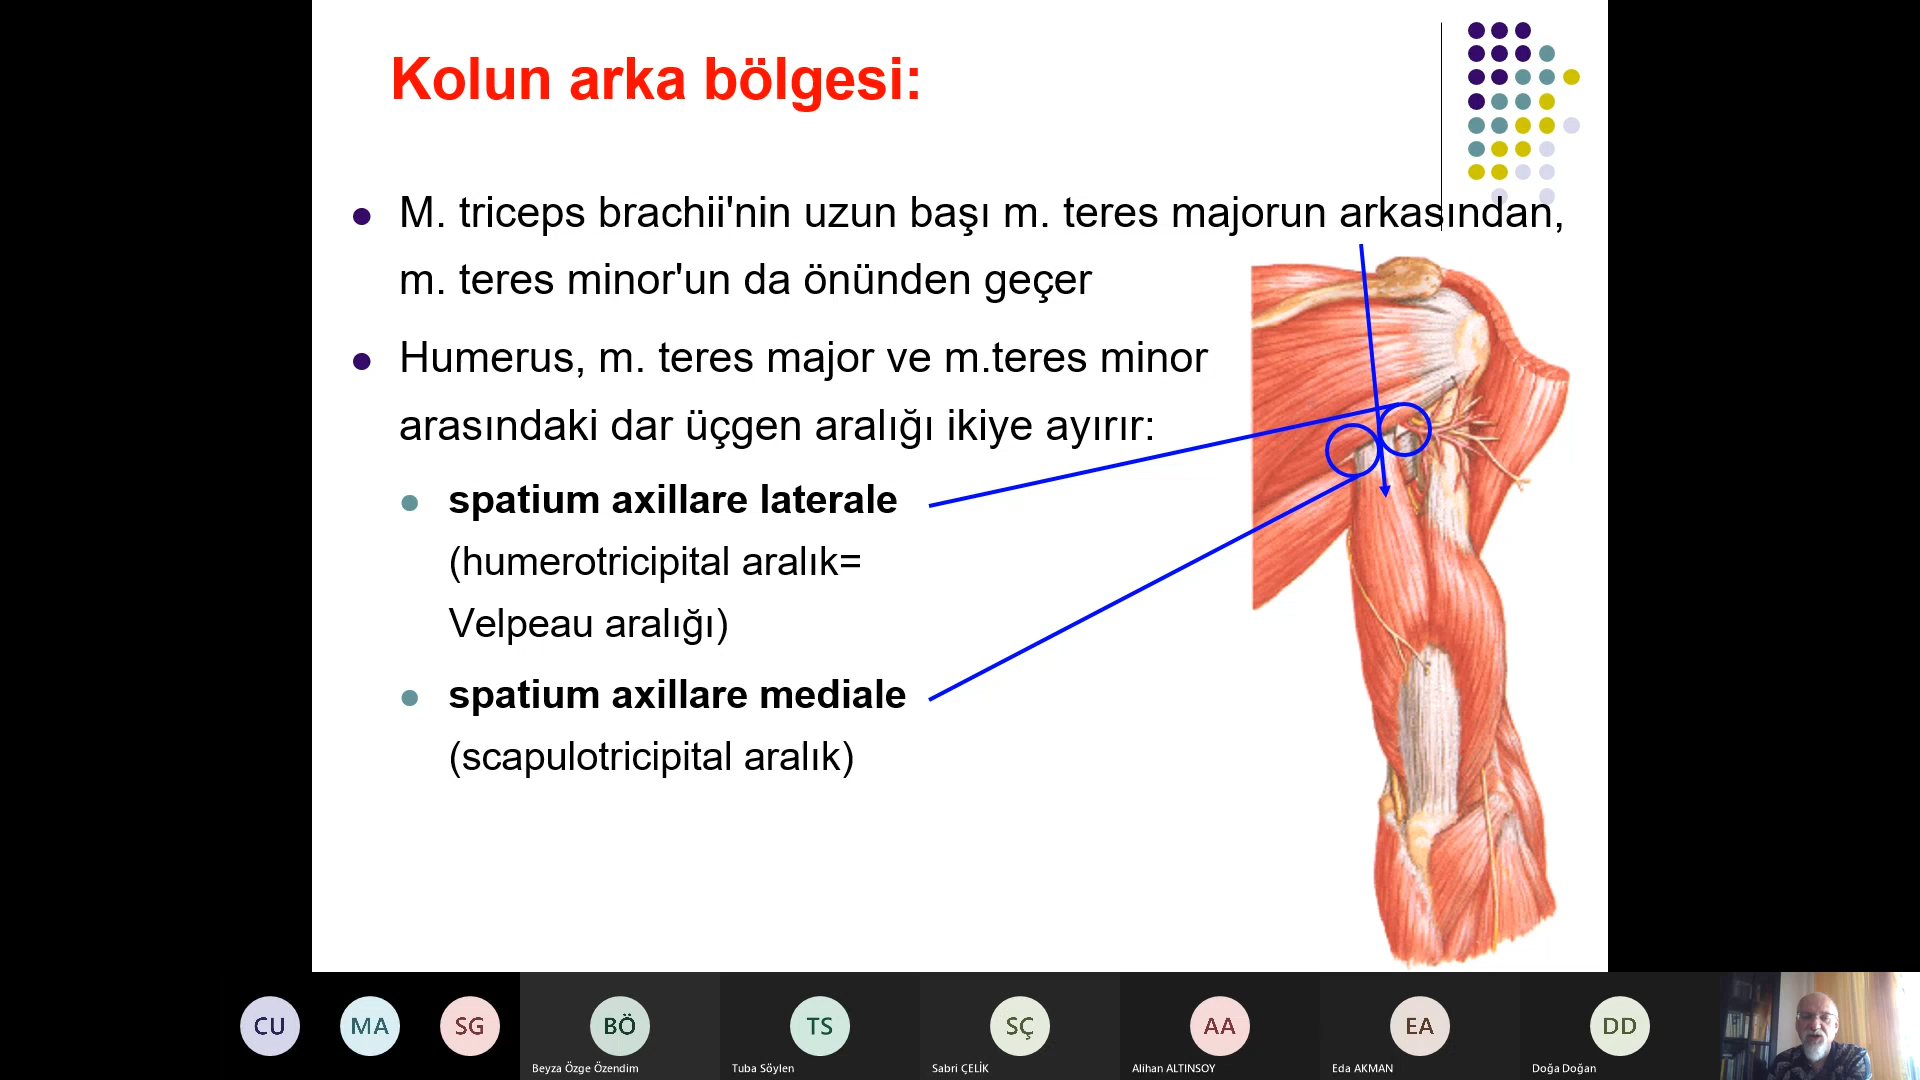 Kolun arka bölgesi:
M. triceps brachii'nin uzun başı m. teres majorun arkasından,
m. teres minor'un da önünden geçer
Humerus, m. teres major ve m.teres minor
arasındaki dar üçgen aralığı ikiye ayırır:
spatium axillare laterale
(humerotricipital aralık=
Velpeau aralığı)
spatium axillare mediale
(scapulotricipital aralık)
CU
MA
SG
BÖ
TS
SÇ
AA
EA
DD
Beyza Özge Özendim
Tuba Söylen
Sabri ÇELİK
Alihan ALTINSOY
Eda AKMAN
Doğa Doğan